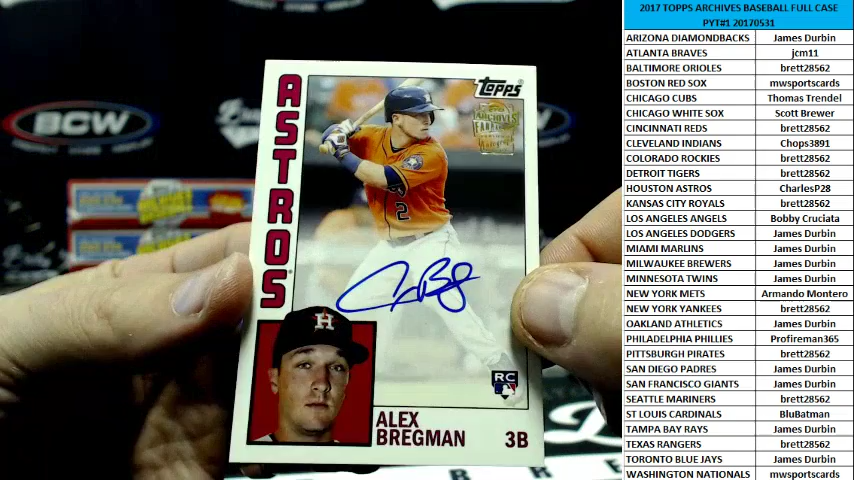 BCW
ASTROS
Topps
ARCHIVES
2
H
RC
ALEX
BREGMAN
3B
2017 TOPPS ARCHIVES BASEBALL FULL CASE
PYT#1 20170531
ARIZONA DIAMONDBACKS James Durbin
ATLANTA BRAVES jcm11
BALTIMORE ORIOLES brett28562
BOSTON RED SOX mwsportscards
CHICAGO CUBS Thomas Trendel
CHICAGO WHITE SOX Scott Brewer
CINCINNATI REDS brett28562
CLEVELAND INDIANS Chops3891
COLORADO ROCKIES brett28562
DETROIT TIGERS brett28562
HOUSTON ASTROS CharlesP28
KANSAS CITY ROYALS brett28562
LOS ANGELES ANGELS Bobby Cruciata
LOS ANGELES DODGERS James Durbin
MIAMI MARLINS James Durbin
MILWAUKEE BREWERS James Durbin
MINNESOTA TWINS James Durbin
NEW YORK METS Armando Montero
NEW YORK YANKEES brett28562
OAKLAND ATHLETICS James Durbin
PHILADELPHIA PHILLIES Profireman365
PITTSBURGH PIRATES brett28562
SAN DIEGO PADRES James Durbin
SAN FRANCISCO GIANTS James Durbin
SEATTLE MARINERS brett28562
ST LOUIS CARDINALS BluBatman
TAMPA BAY RAYS James Durbin
TEXAS RANGERS brett28562
TORONTO BLUE JAYS James Durbin
WASHINGTON NATIONALS mwsportscards